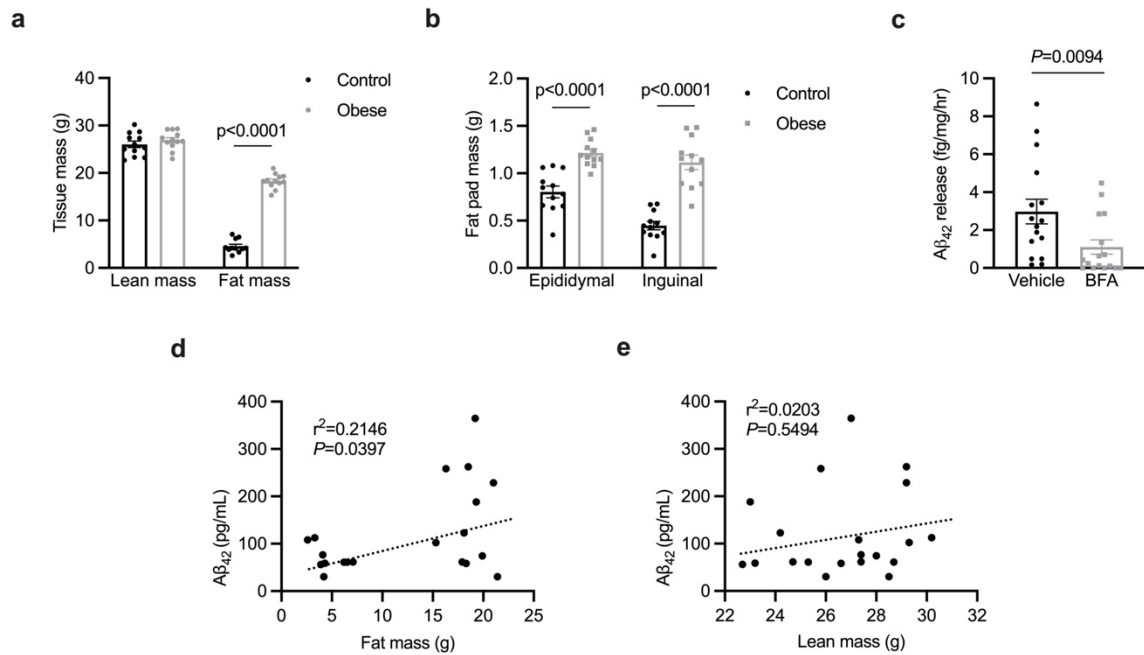 a
Tissue mass (g)
40
30
20
10
0
p<0.0001
Lean mass
Fat mass
Control
Obese
b
Fat pad mass (g)
2.0
1.5
1.0
0.5
0.0
p<0.0001
p<0.0001
Epididymal
Inguinal
Control
Obese
c
Aβ42 release (fg/mg/hr)
10
8
6
4
2
0
P=0.0094
Vehicle
BFA
d
Aβ42 (pg/mL)
400
300
200
100
0
r²=0.2146
P=0.0397
0 5 10 15 20 25
Fat mass (g)
e
Aβ42 (pg/mL)
400
300
200
100
0
r²=0.0203
P=0.5494
22 24 26 28 30 32
Lean mass (g)